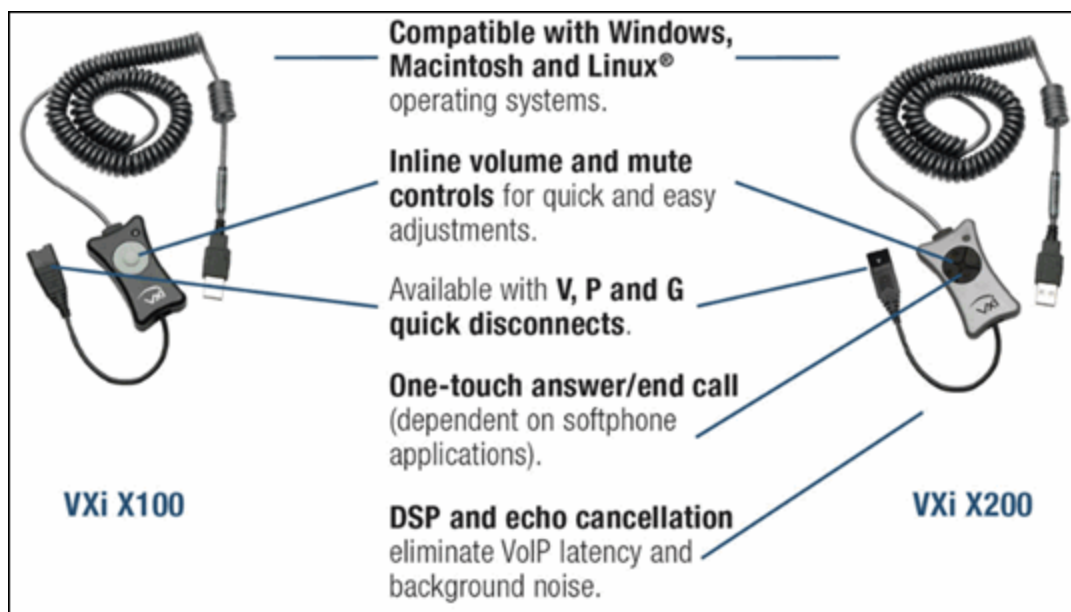 Compatible with Windows,
Macintosh and Linux®
operating systems.
Inline volume and mute
controls for quick and easy
adjustments.
Available with V, P and G
quick disconnects.
One-touch answer/end call
(dependent on softphone
applications).
DSP and echo cancellation
eliminate VoIP latency and
background noise.
VXi X100
VXi X200
VXi
VXi